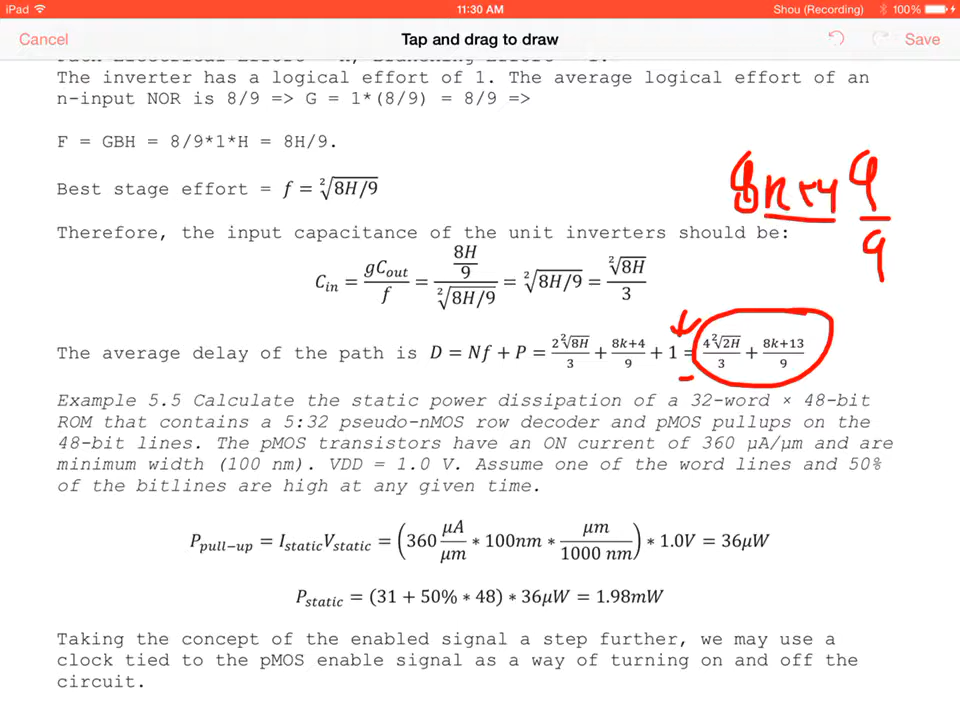 iPad 11:30 AM Shou (Recording) 100%
Cancel Tap and drag to draw Save
The inverter has a logical effort of 1. The average logical effort of an
n-input NOR is 8/9 => G = 1*(8/9) = 8/9 =>
F = GBH = 8/9*1*H = 8H/9.
Best stage effort = f = ²√8H/9
Therefore, the input capacitance of the unit inverters should be:
C_in = gC_out / f = (8H/9) / ²√8H/9 = ²√8H/9 = ²√8H / 3
The average delay of the path is D = Nf + P = 2²√8H/3 + 8k+4/9 + 1 = 4²√2H/3 + 8k+13/9
8k+4 9/9
Example 5.5 Calculate the static power dissipation of a 32-word × 48-bit
ROM that contains a 5:32 pseudo-nMOS row decoder and pMOS pullups on the
48-bit lines. The pMOS transistors have an ON current of 360 µA/µm and are
minimum width (100 nm). VDD = 1.0 V. Assume one of the word lines and 50%
of the bitlines are high at any given time.
P_pull−up = I_static V_static = (360 µA/µm * 100nm * µm/1000 nm) * 1.0V = 36µW
P_static = (31 + 50% * 48) * 36µW = 1.98mW
Taking the concept of the enabled signal a step further, we may use a
clock tied to the pMOS enable signal as a way of turning on and off the
circuit.